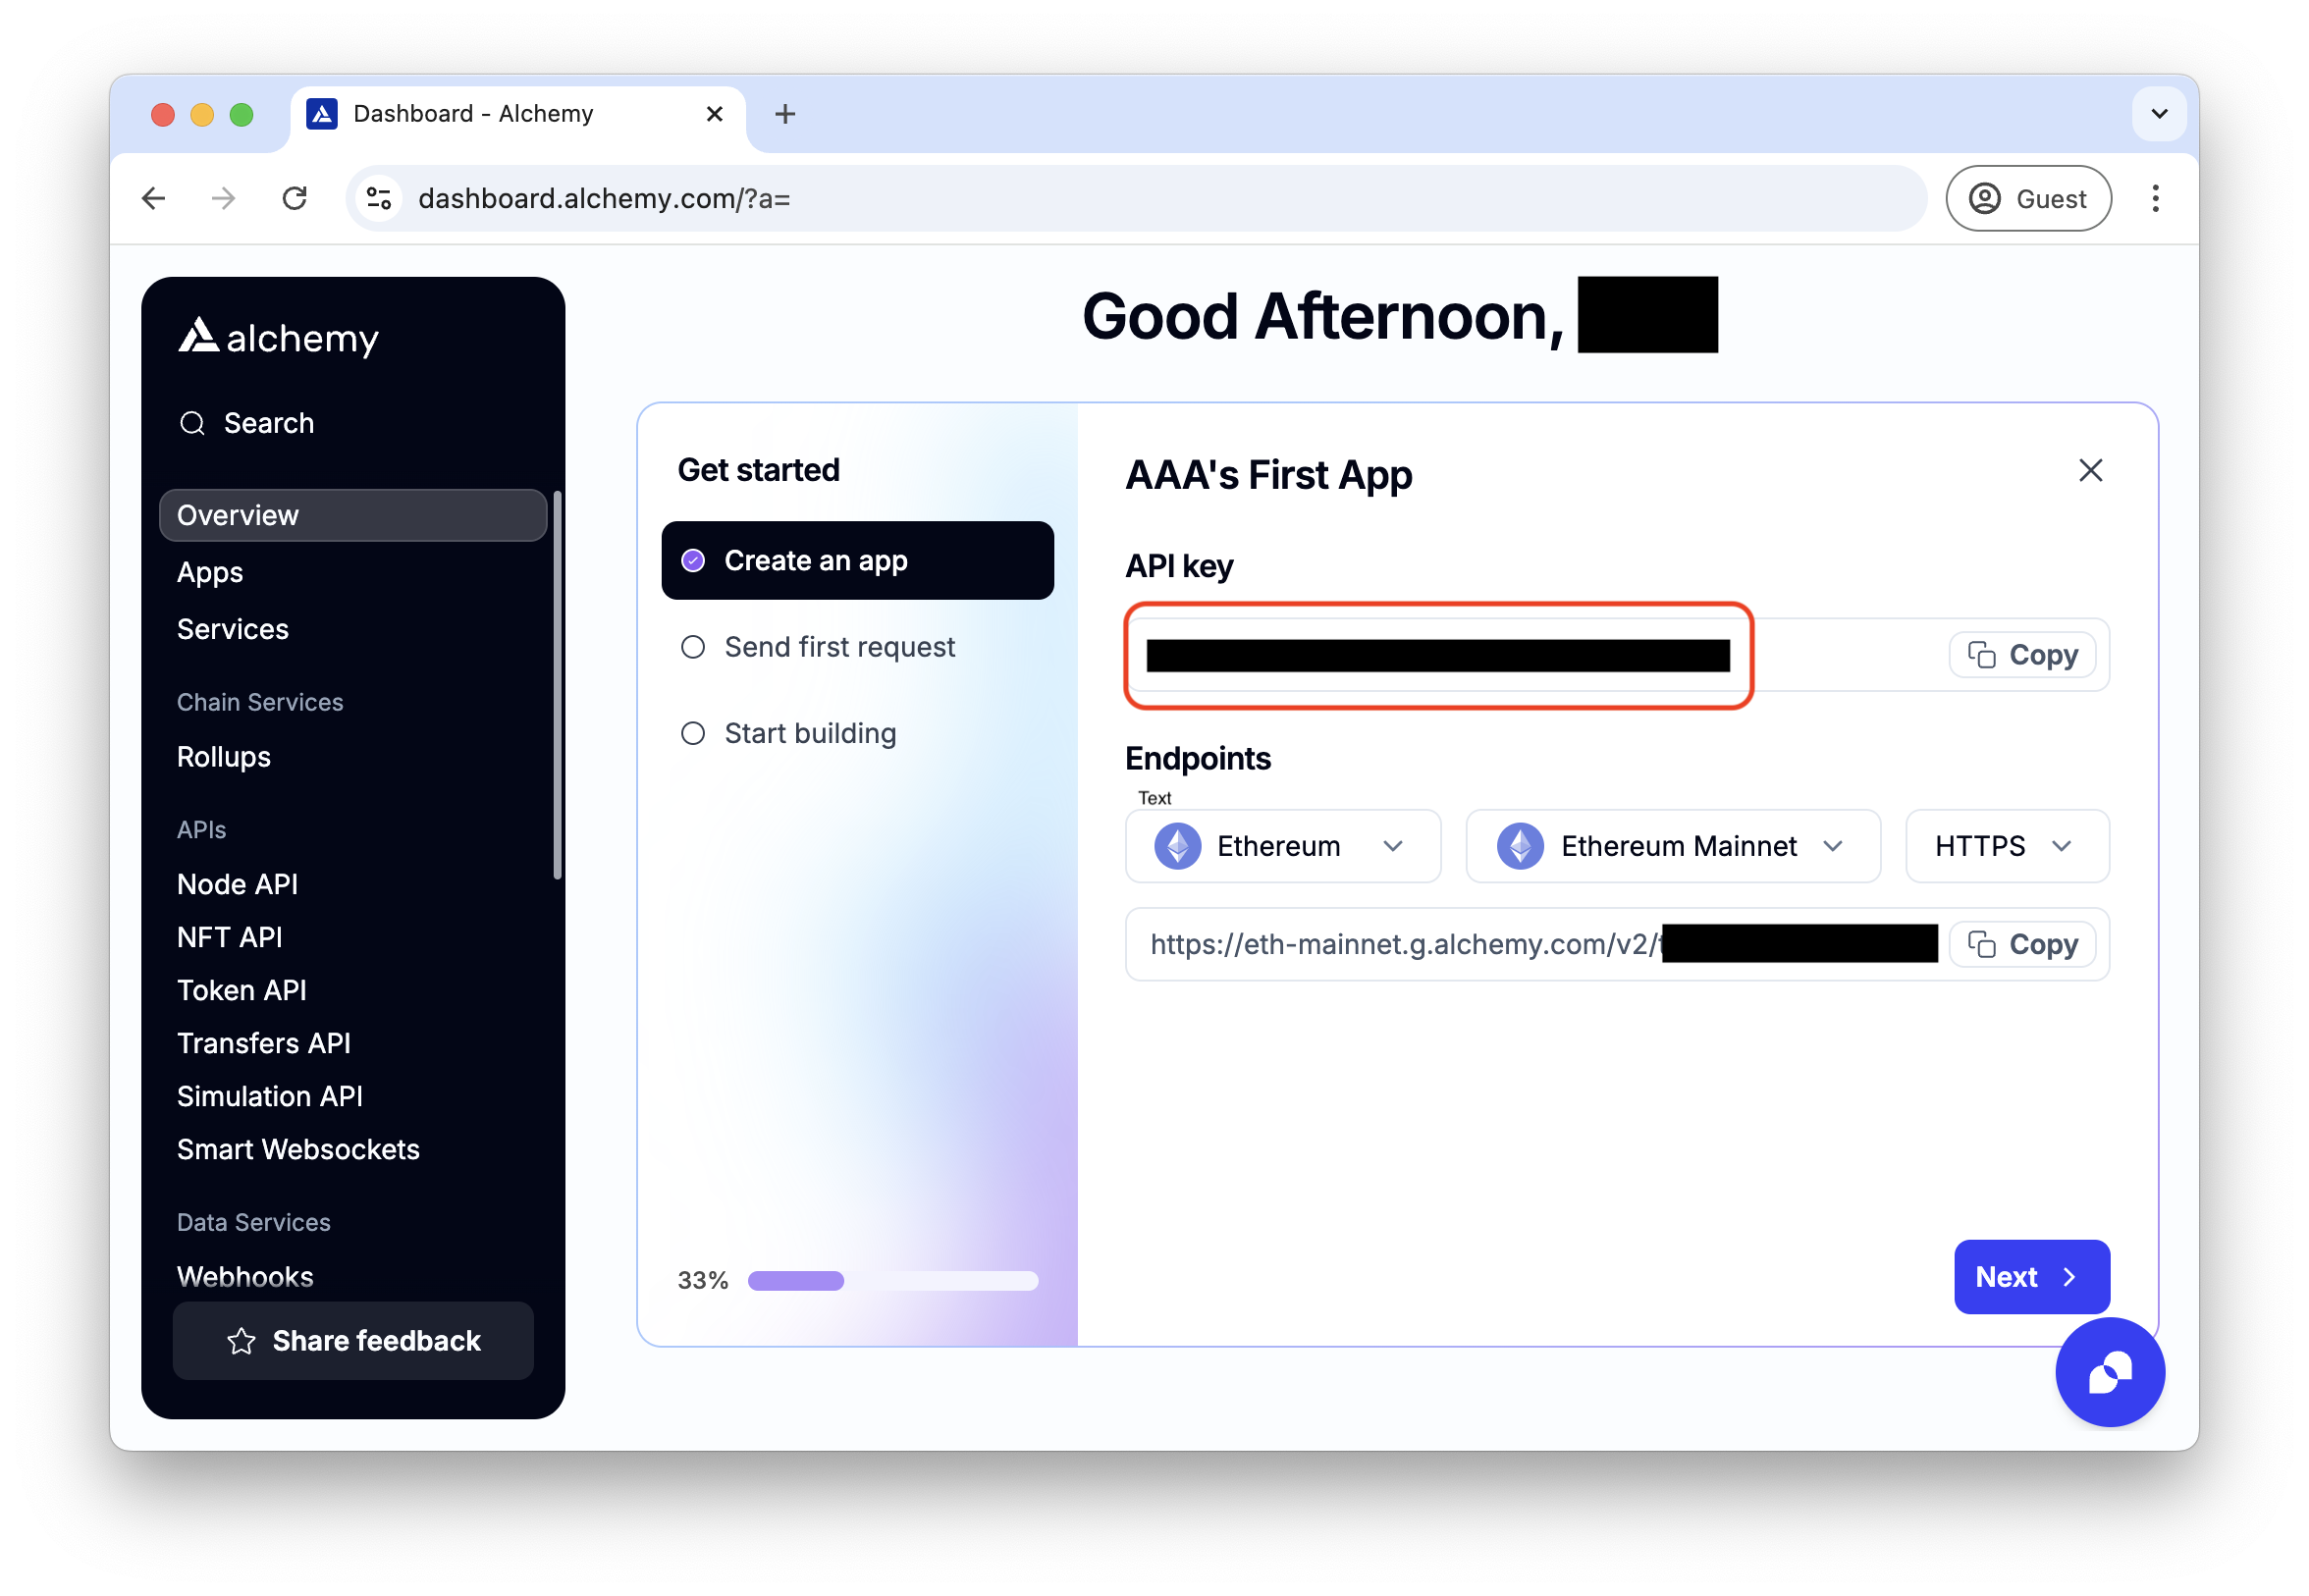 Dashboard - Alchemy
dashboard.alchemy.com/?a=
Guest
alchemy
Search
Overview
Apps
Services
Chain Services
Rollups
APIs
Node API
NFT API
Token API
Transfers API
Simulation API
Smart Websockets
Data Services
Webhooks
Share feedback
Good Afternoon,
Get started
Create an app
Send first request
Start building
33%
AAA's First App
API key
Copy
Endpoints
Text
Ethereum
Ethereum Mainnet
HTTPS
https://eth-mainnet.g.alchemy.com/v2/
Copy
Next